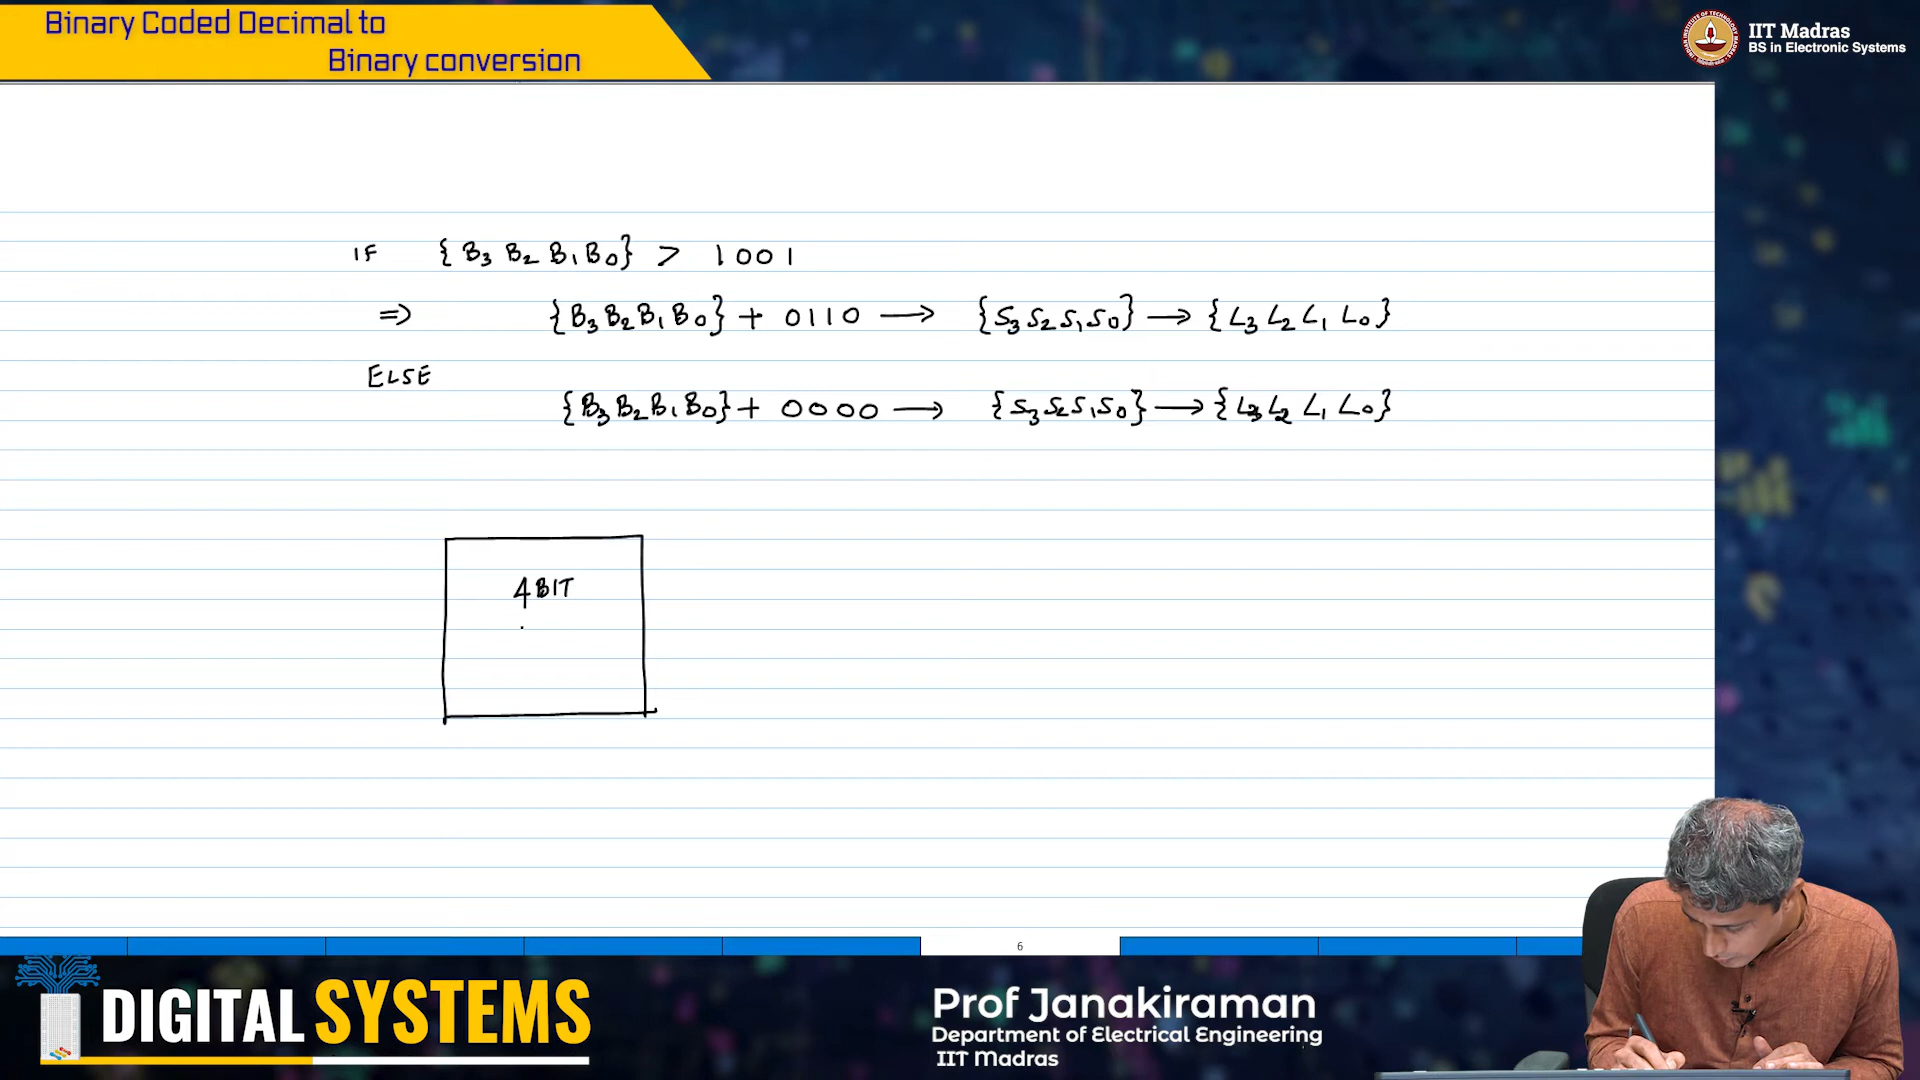 Binary Coded Decimal to
Binary conversion
IIT Madras
BS in Electronic Systems
IF {B₃ B₂ B₁ B₀} > 1001
⇒ {B₃ B₂ B₁ B₀} + 0110 → {S₃ S₂ S₁ S₀} → {L₃ L₂ L₁ L₀}
ELSE
{B₃ B₂ B₁ B₀} + 0000 → {S₃ S₂ S₁ S₀} → {L₃ L₂ L₁ L₀}
4 BIT
6
DIGITAL SYSTEMS
Prof Janakiraman
Department of Electrical Engineering
IIT Madras